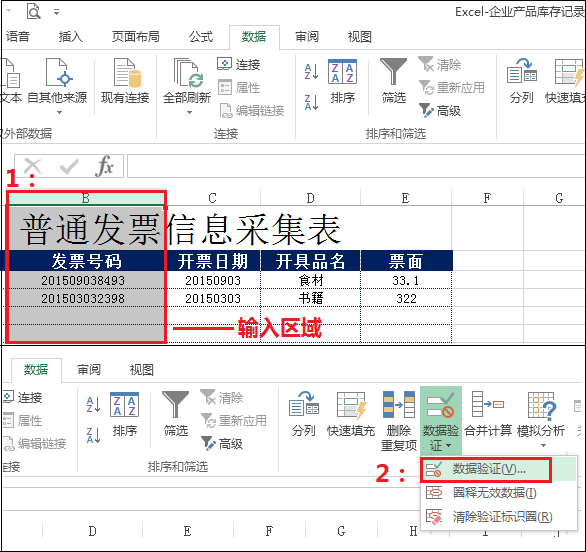 Excel-企业产品库存记录
语音 插入 页面布局 公式 数据 审阅 视图
文本 自其他来源 现有连接 全部刷新 连接 属性 编辑链接 排序 筛选 清除 重新应用 高级 分列 快速填充
外部数据 连接 排序和筛选
1：
fx
B C D E F G
普通发票信息采集表
发票号码 开票日期 开具品名 票面
201509038493 20150903 食材 33.1
201503032398 20150303 书籍 322
输入区域
数据 审阅 视图
连接 属性 编辑链接 排序 筛选 清除 重新应用 高级 分列 快速填充 删除重复项 数据验证 合并计算 模拟分析
连接 排序和筛选
2：
数据验证(V)...
圈释无效数据(I)
清除验证标识圈(R)
D E F G H I J